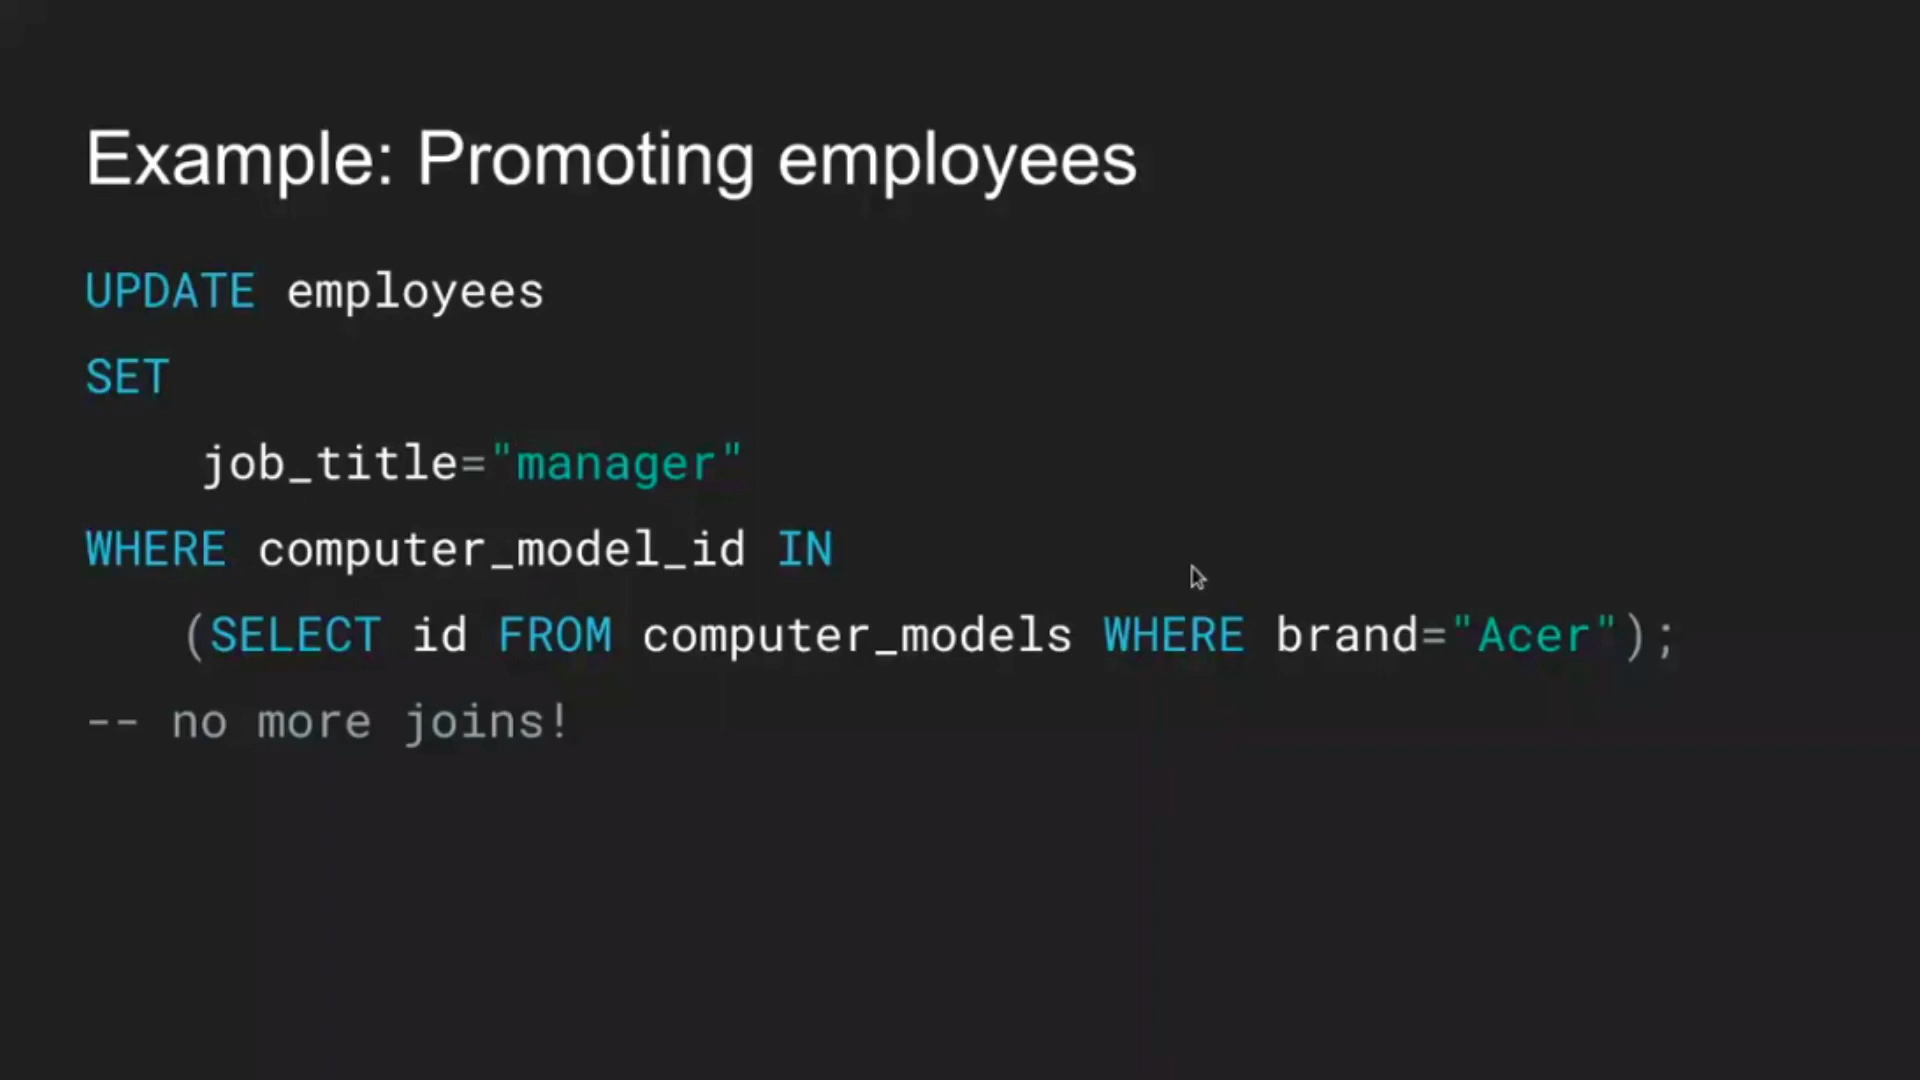 Example: Promoting employees
UPDATE employees
SET
job_title="manager"
WHERE computer_model_id IN
(SELECT id FROM computer_models WHERE brand="Acer");
-- no more joins!